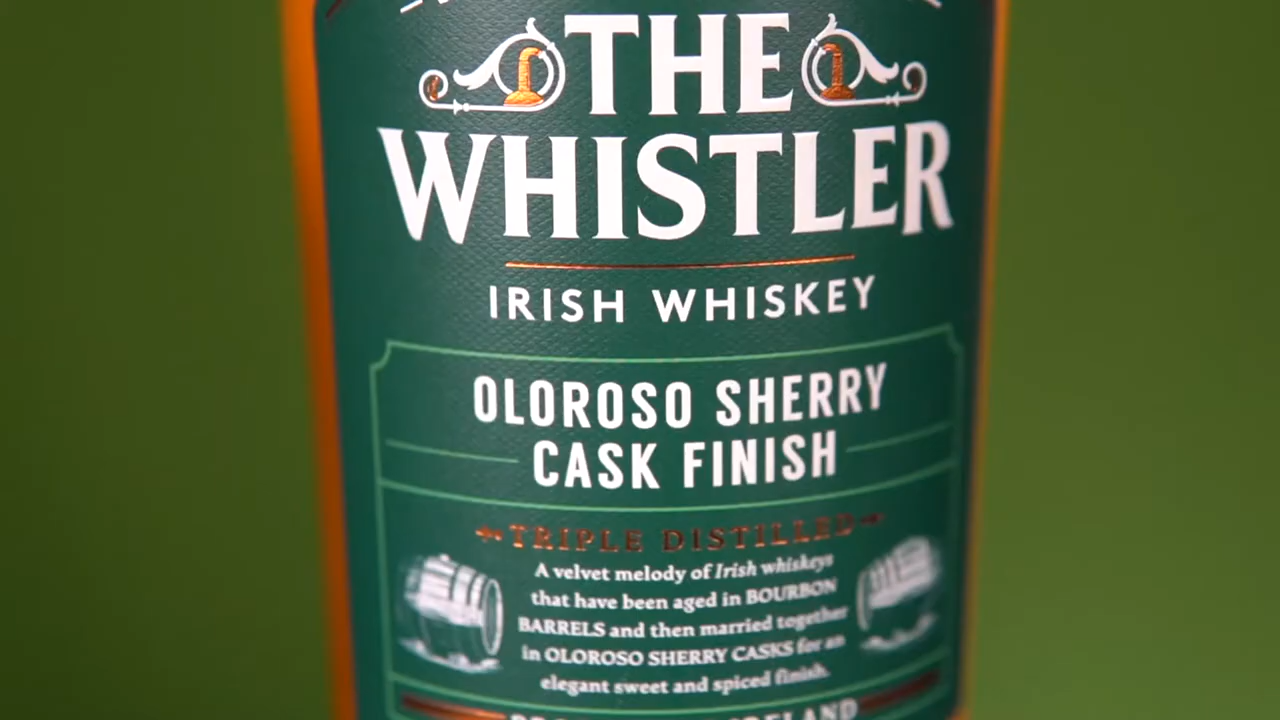 THE
WHISTLER
IRISH WHISKEY
OLOROSO SHERRY
CASK FINISH
TRIPLE DISTILLED
A velvet melody of Irish whiskeys
that have been aged in BOURBON
BARRELS and then married together
in OLOROSO SHERRY CASKS for an
elegant sweet and spiced finish.